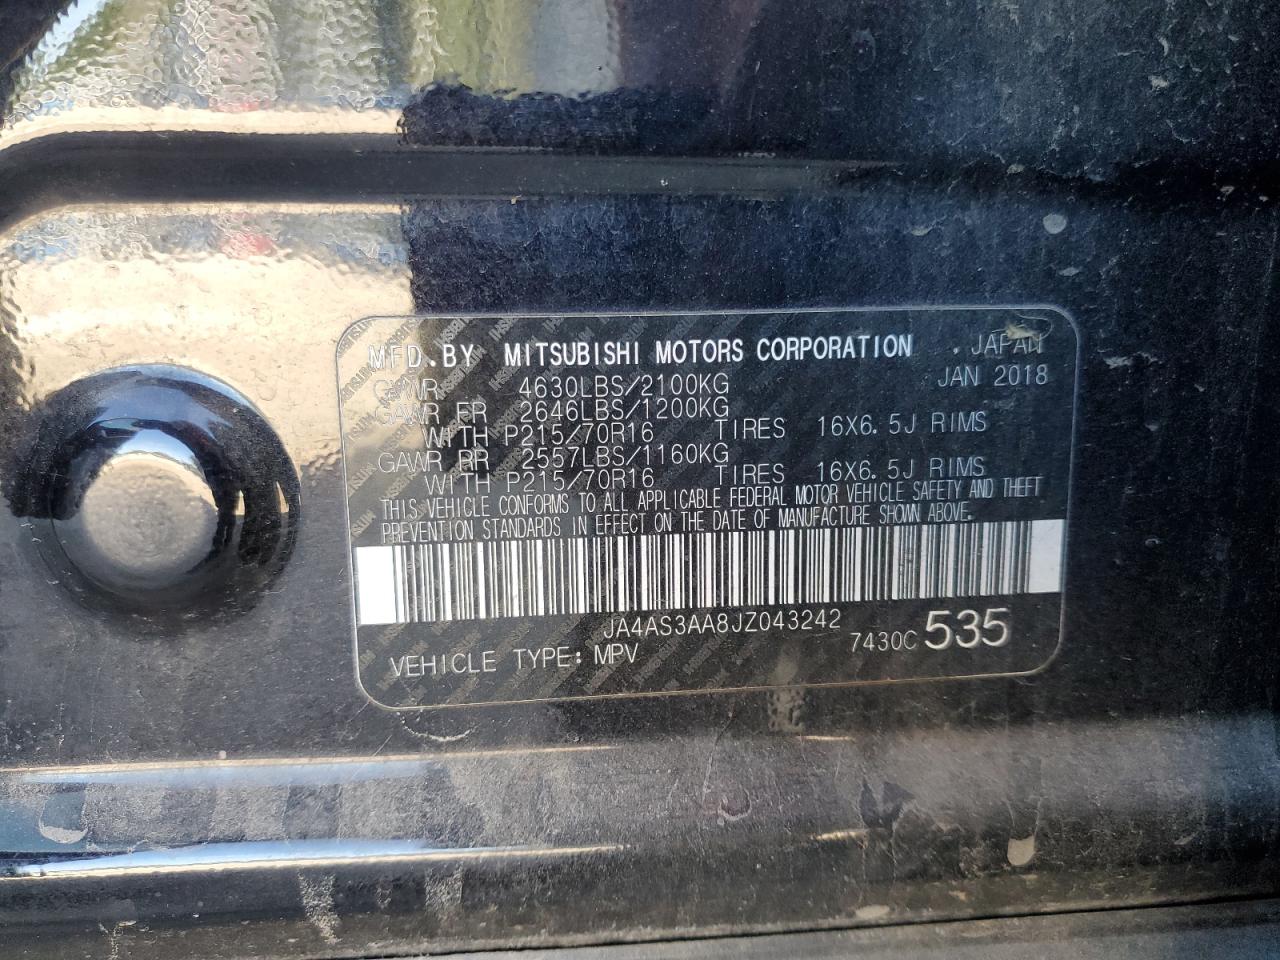 MFD.BY MITSUBISHI MOTORS CORPORATION . JAPAN
GVWR 4630LBS/2100KG JAN 2018
GAWR FR 2646LBS/1200KG
WITH P215/70R16 TIRES 16X6.5J RIMS
GAWR RR 2557LBS/1160KG
WITH P215/70R16 TIRES 16X6.5J RIMS
THIS VEHICLE CONFORMS TO ALL APPLICABLE FEDERAL MOTOR VEHICLE SAFETY AND THEFT
PREVENTION STANDARDS IN EFFECT ON THE DATE OF MANUFACTURE SHOWN ABOVE.
JA4AS3AA8JZ043242
7430C 535
VEHICLE TYPE: MPV